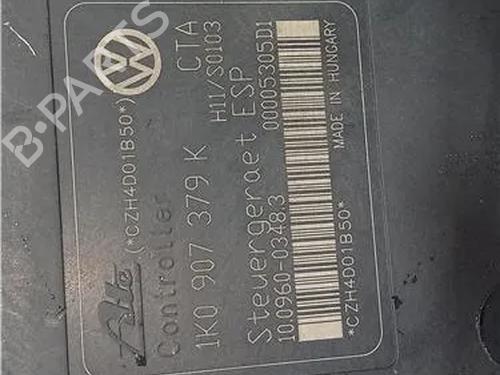 Ate (*CZH4D01B50*)
Controller CTA
1K0 907 379 K H11/S0103
Steuergeraet ESP
10.0960-0348.3 00005305D1
*CZH4D01B50* MADE IN HUNGARY
B-PARTS